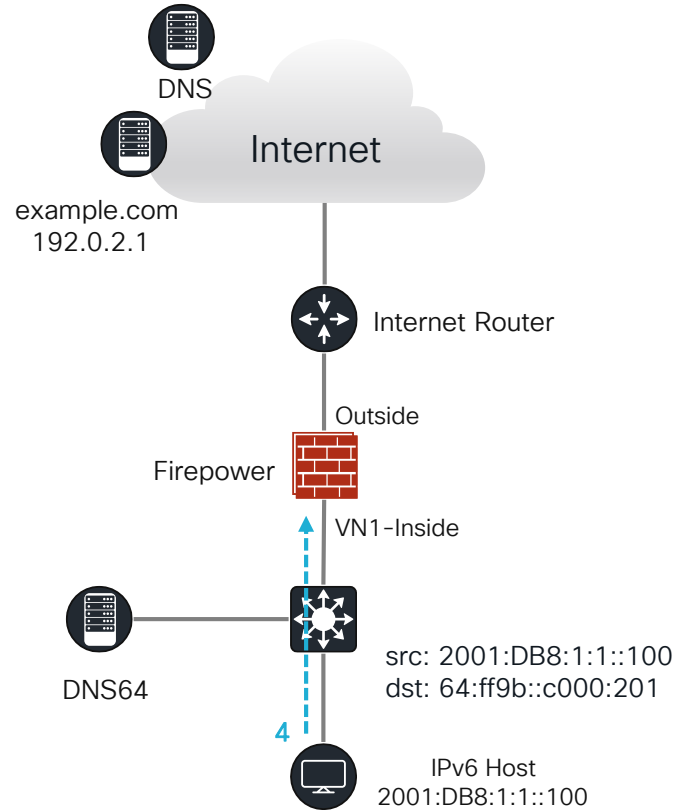 DNS
Internet
example.com
192.0.2.1
Internet Router
Outside
Firepower
VN1-Inside
src: 2001:DB8:1:1::100
dst: 64:ff9b::c000:201
DNS64
4
IPv6 Host
2001:DB8:1:1::100